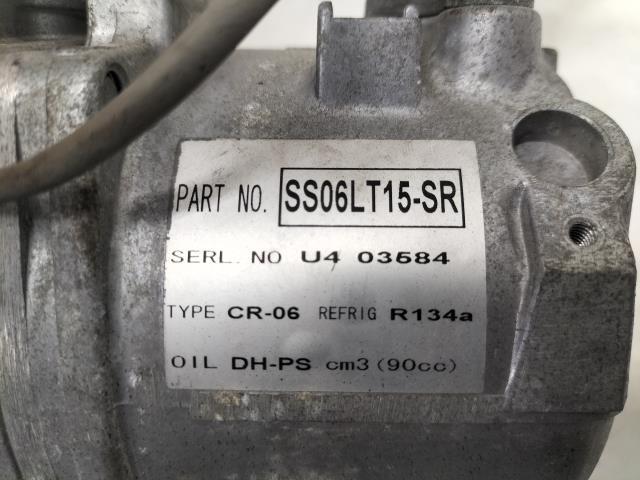 PART NO. SS06LT15-SR
SERL. NO U4 03584
TYPE CR-06 REFRIG R134a
OIL DH-PS cm3 (90cc)